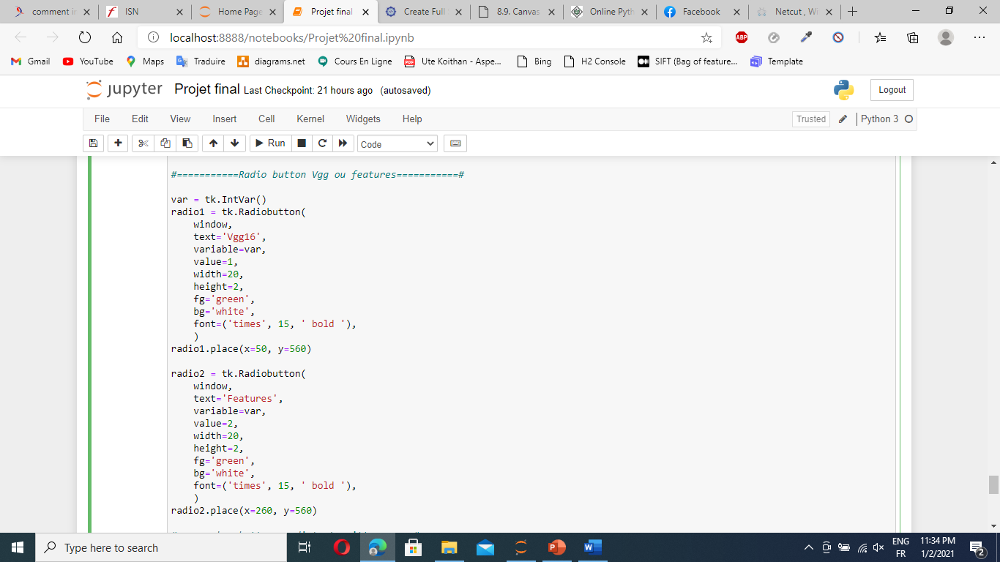 comment in
ISN
Home Page
Projet final
Create Full
8.9. Canvas
Online Pyth
Facebook
Netcut , Wi
localhost:8888/notebooks/Projet%20final.ipynb
ABP
Gmail
YouTube
Maps
Traduire
diagrams.net
Cours En Ligne
PDF
Ute Koithan - Aspe...
Bing
H2 Console
SIFT (Bag of feature...
Template
jupyter Projet final Last Checkpoint: 21 hours ago (autosaved)
Logout
File Edit View Insert Cell Kernel Widgets Help
Trusted
Python 3
Run
Code
#===========Radio button Vgg ou features===========#
var = tk.IntVar()
radio1 = tk.Radiobutton(
    window,
    text='Vgg16',
    variable=var,
    value=1,
    width=20,
    height=2,
    fg='green',
    bg='white',
    font=('times', 15, ' bold '),
    )
radio1.place(x=50, y=560)
radio2 = tk.Radiobutton(
    window,
    text='Features',
    variable=var,
    value=2,
    width=20,
    height=2,
    fg='green',
    bg='white',
    font=('times', 15, ' bold '),
    )
radio2.place(x=260, y=560)
Type here to search
ENG
FR
11:34 PM
1/2/2021
2